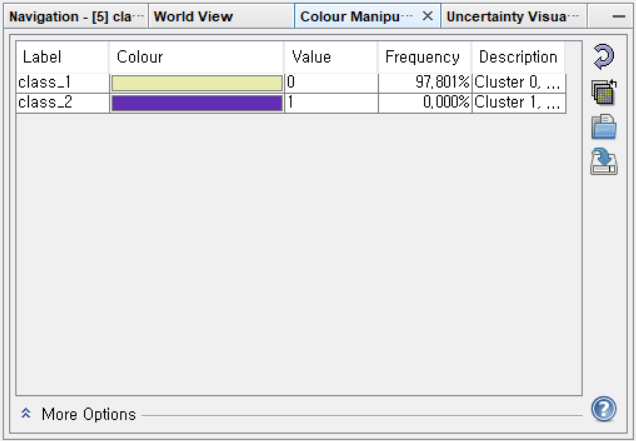 Navigation - [5] cla··· World View Colour Manipu··· × Uncertainty Visua···
Label Colour Value Frequency Description
class_1 0 97,801% Cluster 0, ...
class_2 1 0,000% Cluster 1, ...
More Options